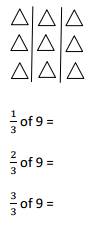 1/3 of 9 =
2/3 of 9 =
3/3 of 9 =